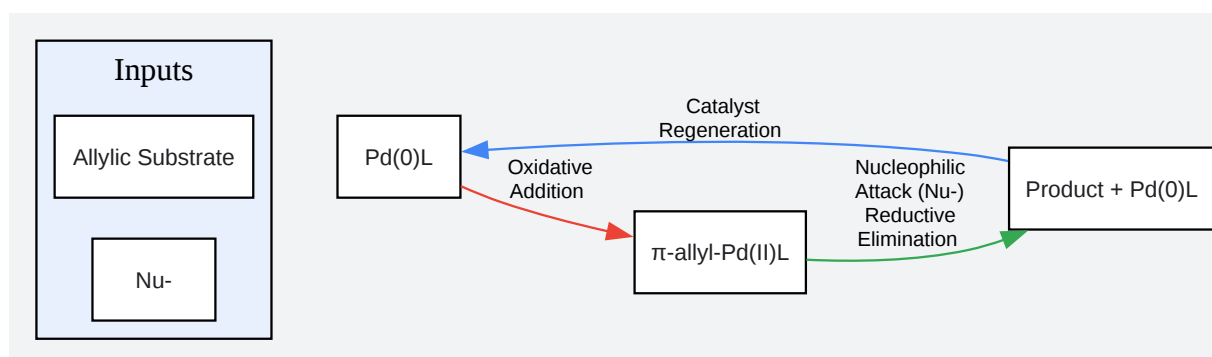 Inputs
Allylic Substrate
Nu-
Pd(0)L
Catalyst
Regeneration
Oxidative
Addition
π-allyl-Pd(II)L
Nucleophilic
Attack (Nu-)
Reductive
Elimination
Product + Pd(0)L